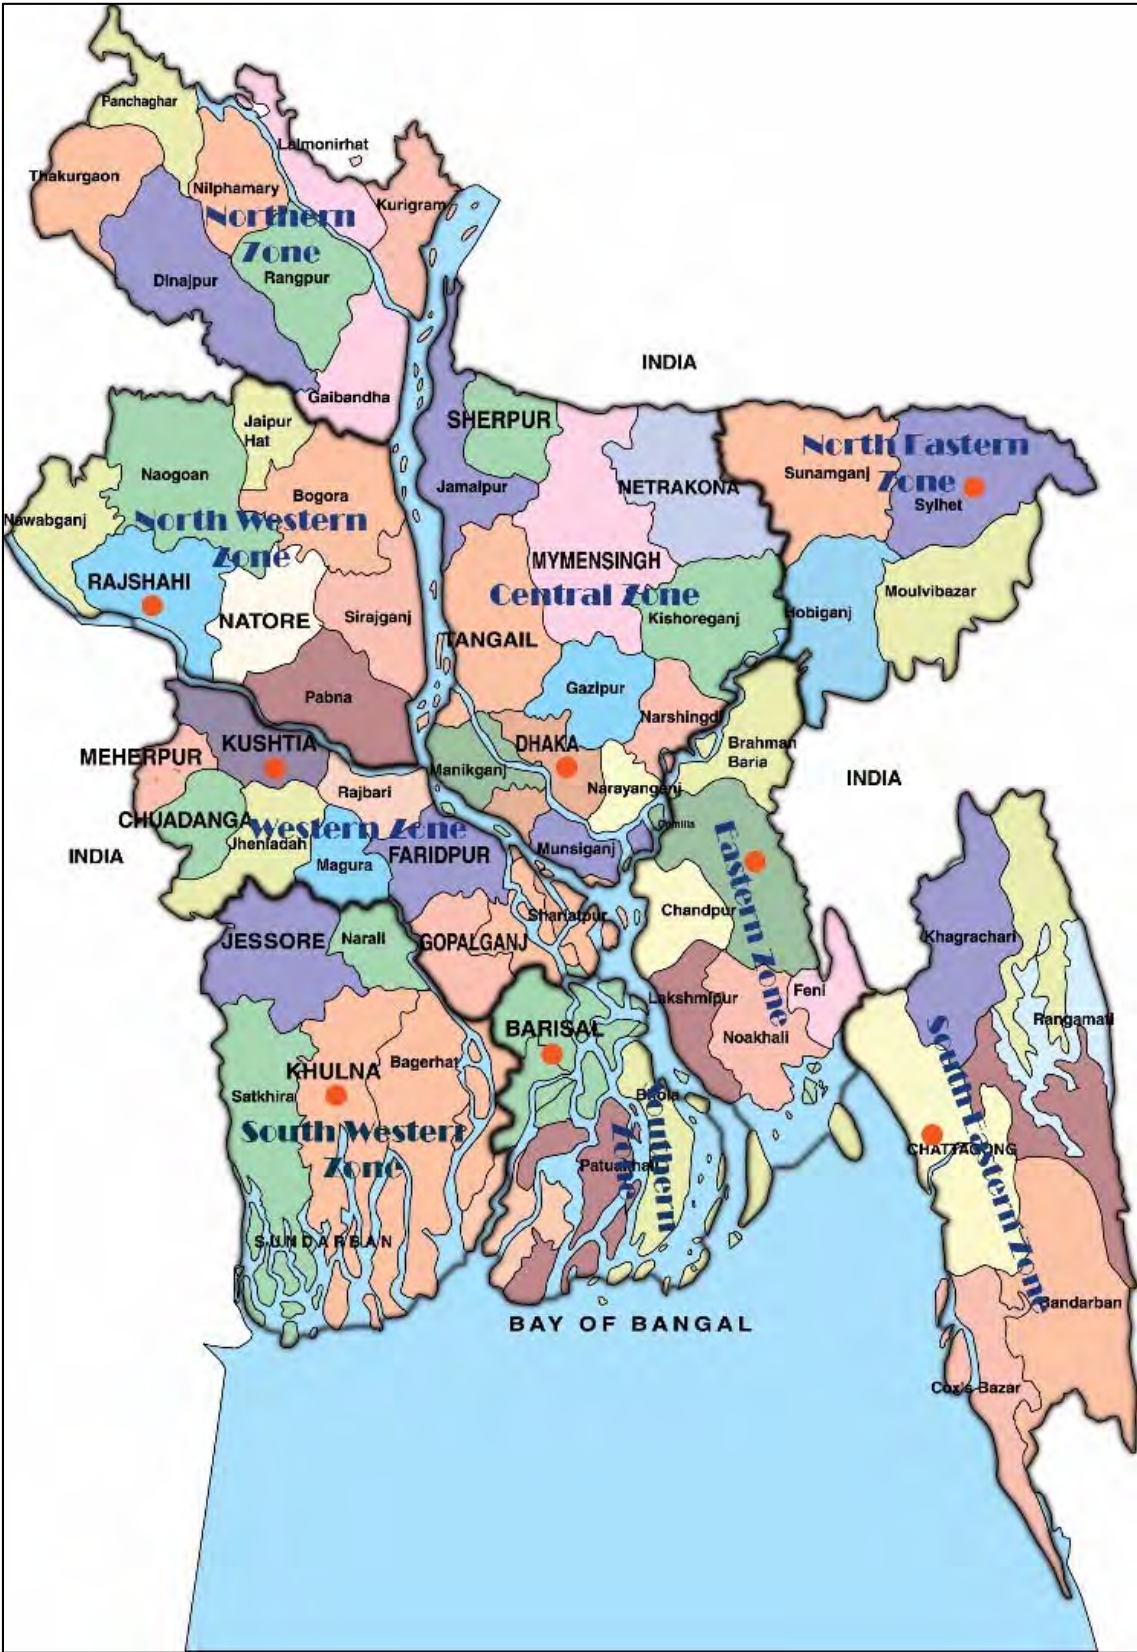 Panchaghar
Lalmonirhat
Thakurgaon
Nilphamary
Kurigram
Northern
Zone
Dinajpur
Rangpur
INDIA
Gaibandha
Jaipur
Hat
SHERPUR
North Eastern
Zone
Sunamganj
Sylhet
Naogoan
Bogora
Jamalpur
NETRAKONA
Nawabganj
North Western
Zone
MYMENSINGH
RAJSHAHI
Central Zone
Moulvibazar
NATORE
Sirajganj
Kishoreganj
Hobiganj
TANGAIL
Gazipur
Pabna
Narshingdi
KUSHTIA
DHAKA
Brahman
Baria
MEHERPUR
Manikganj
INDIA
Rajbari
Narayanganj
CHUADANGA
Western Zone
Comilla
Jhenladah
INDIA
Magura
FARIDPUR
Munsiganj
Eastern Zone
Chandpur
Shariatpur
JESSORE
Narail
GOPALGANJ
Khagrachari
Feni
Lakshmipur
BARISAL
Noakhali
Rangamati
KHULNA
Bagerhat
Satkhira
Bhola
South Western
Zone
Southern
Zone
Patuakhali
CHATTAGONG
South Eastern Zone
SUNDARBAN
Bandarban
BAY OF BANGAL
Cox's Bazar